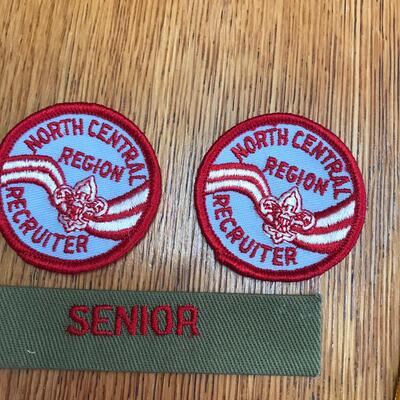 NORTH CENTRAL
REGION
RECRUITER
NORTH CENTRAL
REGION
RECRUITER
SENIOR